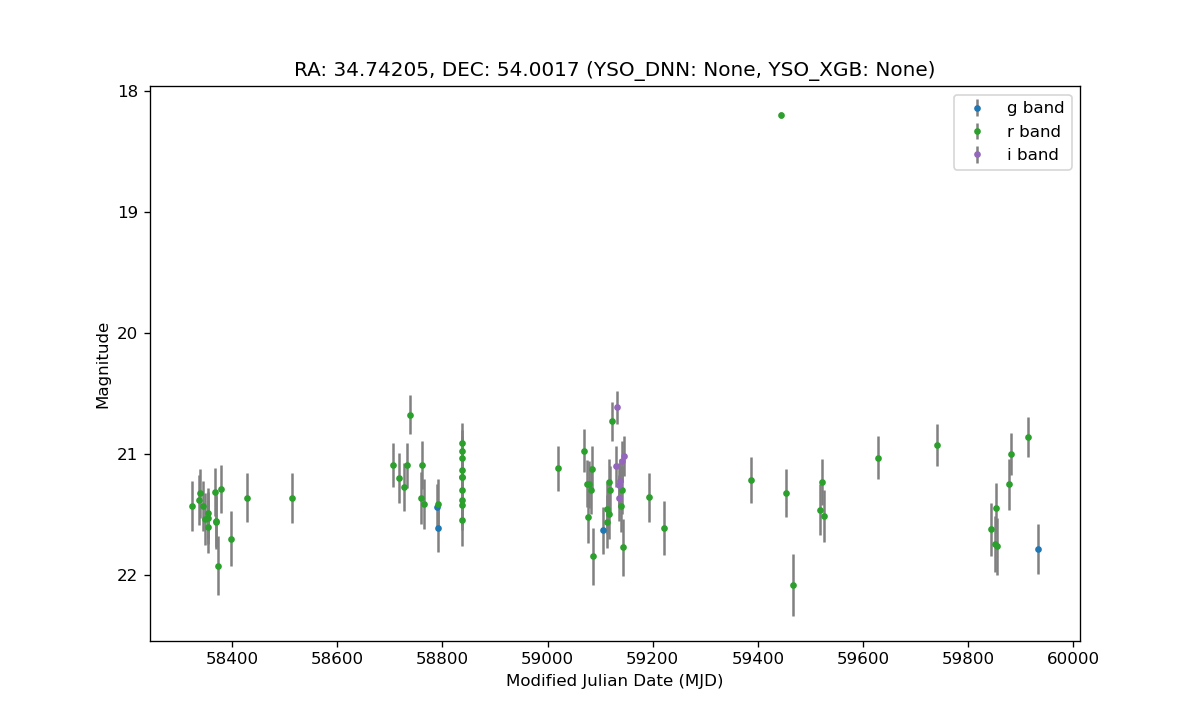 RA: 34.74205, DEC: 54.0017 (YSO_DNN: None, YSO_XGB: None)
g band
r band
i band
18
19
20
21
22
Magnitude
58400 58600 58800 59000 59200 59400 59600 59800 60000
Modified Julian Date (MJD)